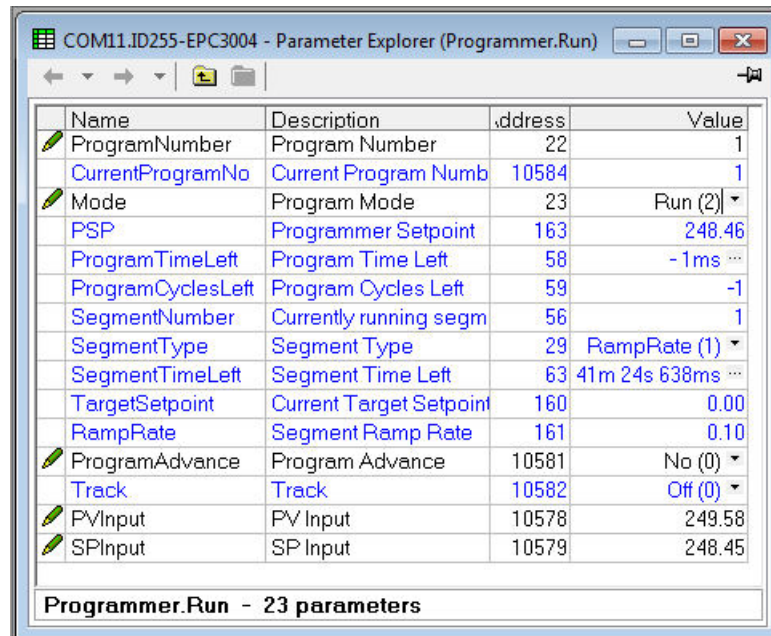 COM11.ID255-EPC3004 - Parameter Explorer (Programmer.Run)
Name Description ddress Value
ProgramNumber Program Number 22 1
CurrentProgramNo Current Program Numb 10584 1
Mode Program Mode 23 Run (2)
PSP Programmer Setpoint 163 248.46
ProgramTimeLeft Program Time Left 58 -1ms ...
ProgramCyclesLeft Program Cycles Left 59 -1
SegmentNumber Currently running segm 56 1
SegmentType Segment Type 29 RampRate (1)
SegmentTimeLeft Segment Time Left 63 41m 24s 638ms ...
TargetSetpoint Current Target Setpoint 160 0.00
RampRate Segment Ramp Rate 161 0.10
ProgramAdvance Program Advance 10581 No (0)
Track Track 10582 Off (0)
PVInput PV Input 10578 249.58
SPInput SP Input 10579 248.45
Programmer.Run - 23 parameters